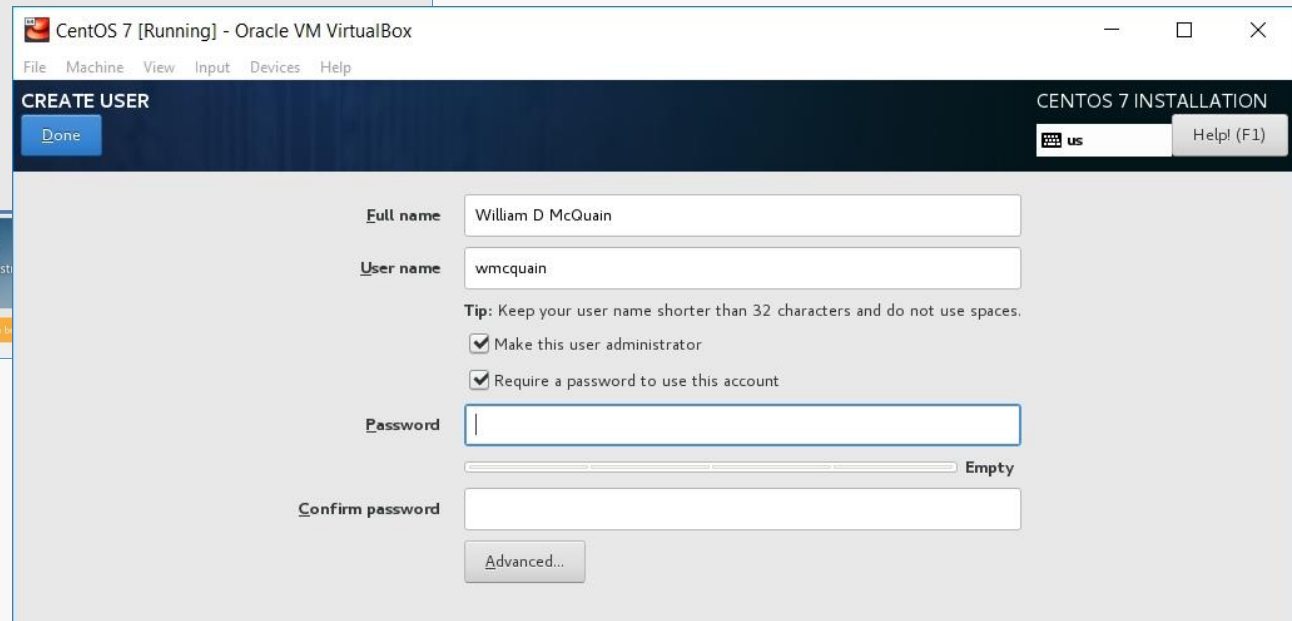 CentOS 7 [Running] - Oracle VM VirtualBox
File Machine View Input Devices Help
CREATE USER
CENTOS 7 INSTALLATION
Done
us
Help! (F1)
Full name
William D McQuain
User name
wmcquain
Tip: Keep your user name shorter than 32 characters and do not use spaces.
Make this user administrator
Require a password to use this account
Password
Empty
Confirm password
Advanced...